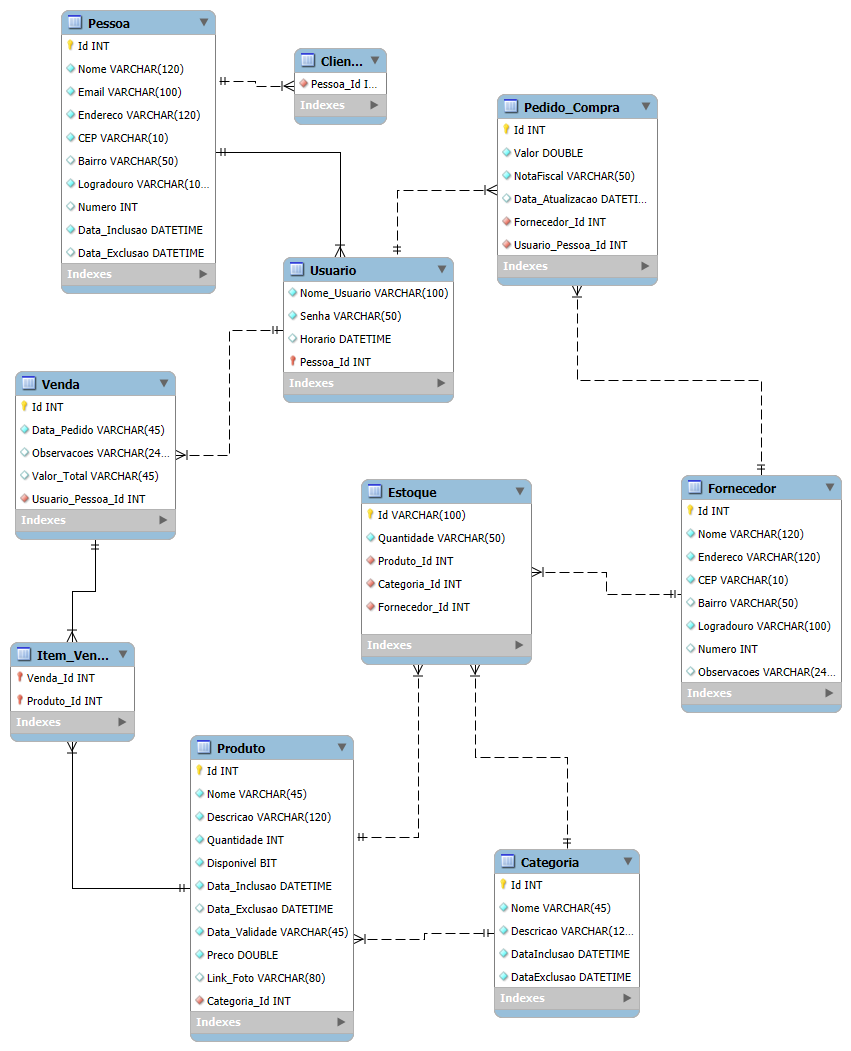 Pessoa
Id INT
Nome VARCHAR(120)
Email VARCHAR(100)
Endereco VARCHAR(120)
CEP VARCHAR(10)
Bairro VARCHAR(50)
Logradouro VARCHAR(10...
Numero INT
Data_Inclusao DATETIME
Data_Exclusao DATETIME
Indexes
Clien...
Pessoa_Id I...
Indexes
Pedido_Compra
Id INT
Valor DOUBLE
NotaFiscal VARCHAR(50)
Data_Atualizacao DATETI...
Fornecedor_Id INT
Usuario_Pessoa_Id INT
Indexes
Usuario
Nome_Usuario VARCHAR(100)
Senha VARCHAR(50)
Horario DATETIME
Pessoa_Id INT
Indexes
Venda
Id INT
Data_Pedido VARCHAR(45)
Observacoes VARCHAR(24...
Valor_Total VARCHAR(45)
Usuario_Pessoa_Id INT
Indexes
Estoque
Id VARCHAR(100)
Quantidade VARCHAR(50)
Produto_Id INT
Categoria_Id INT
Fornecedor_Id INT
Indexes
Fornecedor
Id INT
Nome VARCHAR(120)
Endereco VARCHAR(120)
CEP VARCHAR(10)
Bairro VARCHAR(50)
Logradouro VARCHAR(100)
Numero INT
Observacoes VARCHAR(24...
Indexes
Item_Ven...
Venda_Id INT
Produto_Id INT
Indexes
Produto
Id INT
Nome VARCHAR(45)
Descricao VARCHAR(120)
Quantidade INT
Disponivel BIT
Data_Inclusao DATETIME
Data_Exclusao DATETIME
Data_Validade VARCHAR(45)
Preco DOUBLE
Link_Foto VARCHAR(80)
Categoria_Id INT
Indexes
Categoria
Id INT
Nome VARCHAR(45)
Descricao VARCHAR(12...
DataInclusao DATETIME
DataExclusao DATETIME
Indexes